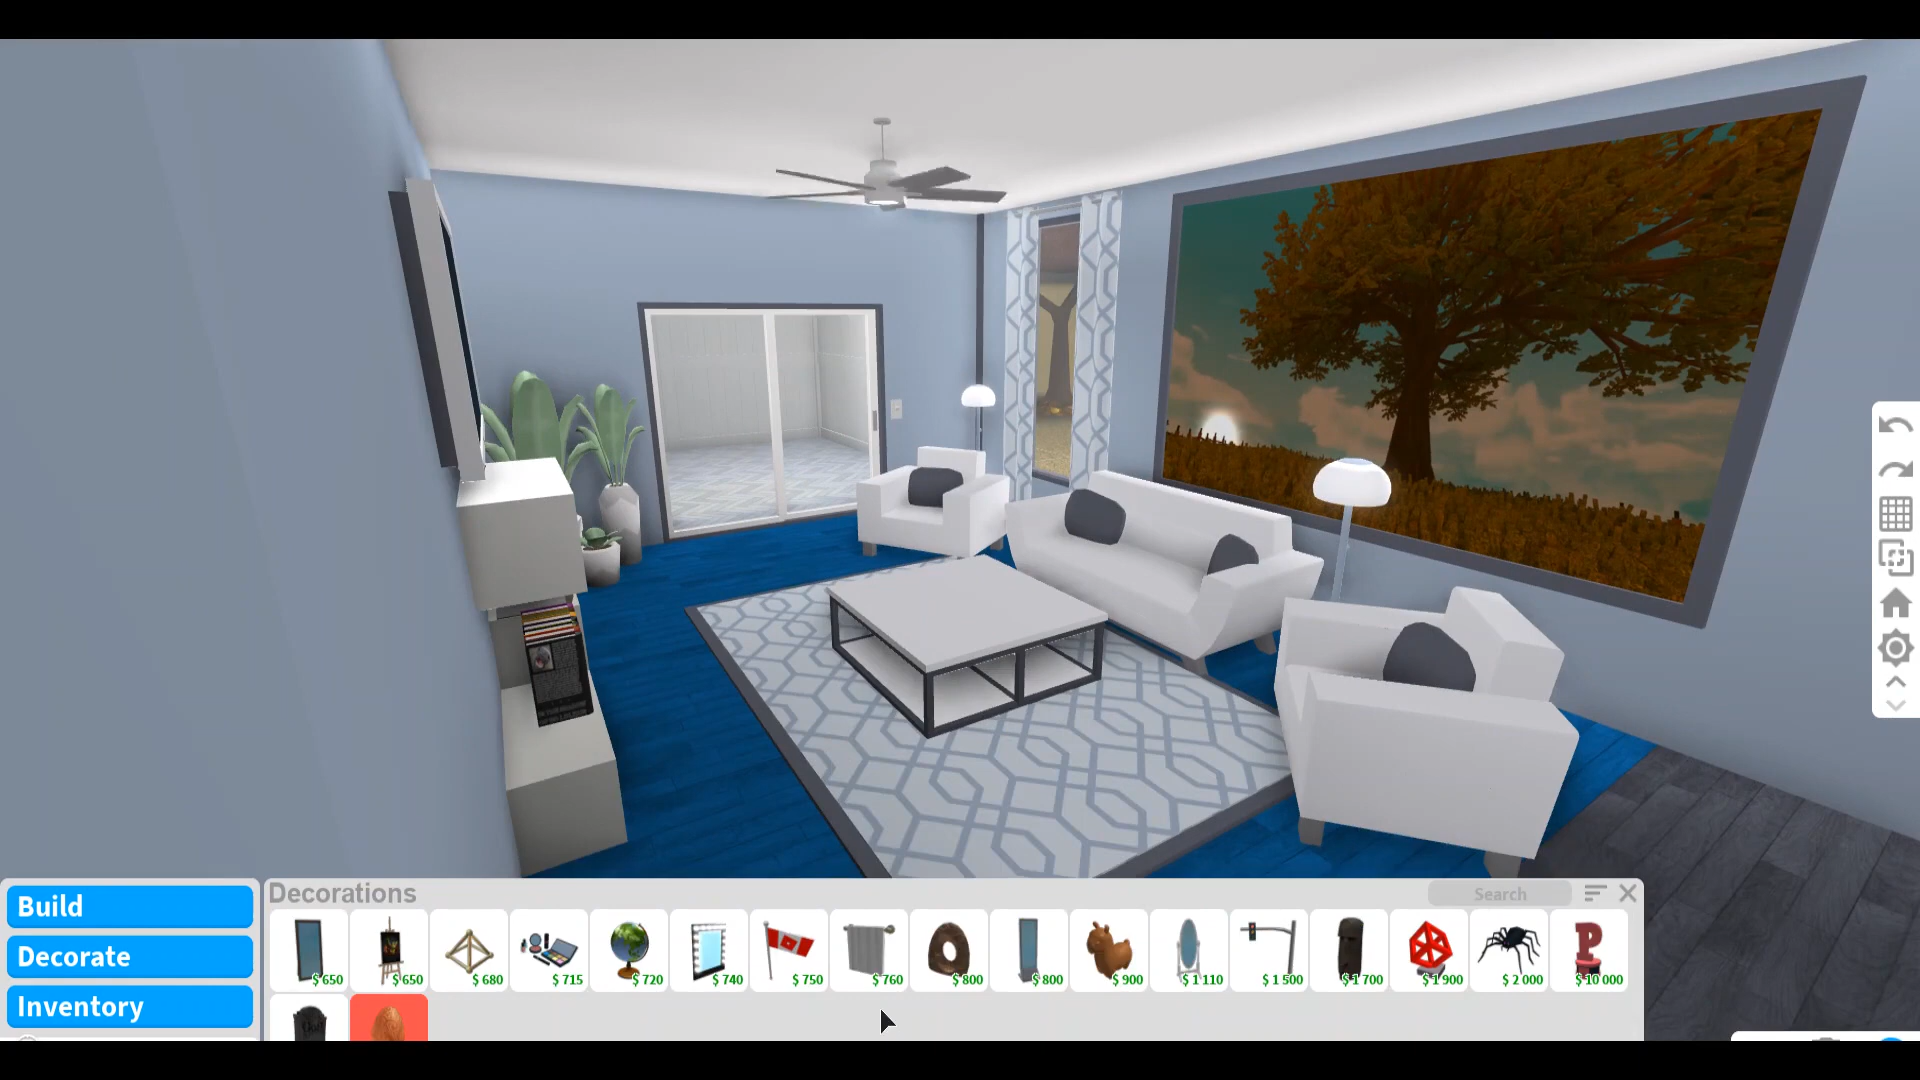 Build
Decorate
Inventory
Decorations
Search
$ 650
$ 650
$ 680
$ 715
$ 720
$ 740
$ 750
$ 760
$ 800
$ 800
$ 900
$ 1 110
$ 1 500
$ 1 700
$ 1 900
$ 2 000
$ 10 000
P